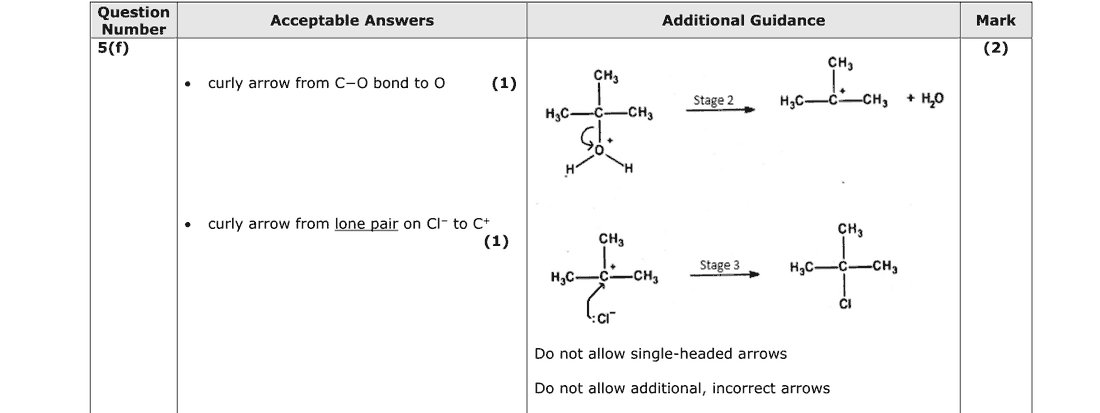 Question Number
Acceptable Answers
Additional Guidance
Mark
5(f)
(2)
• curly arrow from C−O bond to O (1)
CH₃
H₃C—C—CH₃
+
O
H H
Stage 2
CH₃
+
H₃C—C—CH₃ + H₂O
• curly arrow from lone pair on Cl⁻ to C⁺
(1)
CH₃
+
H₃C—C—CH₃
:Cl⁻
Stage 3
CH₃
H₃C—C—CH₃
Cl
Do not allow single-headed arrows
Do not allow additional, incorrect arrows